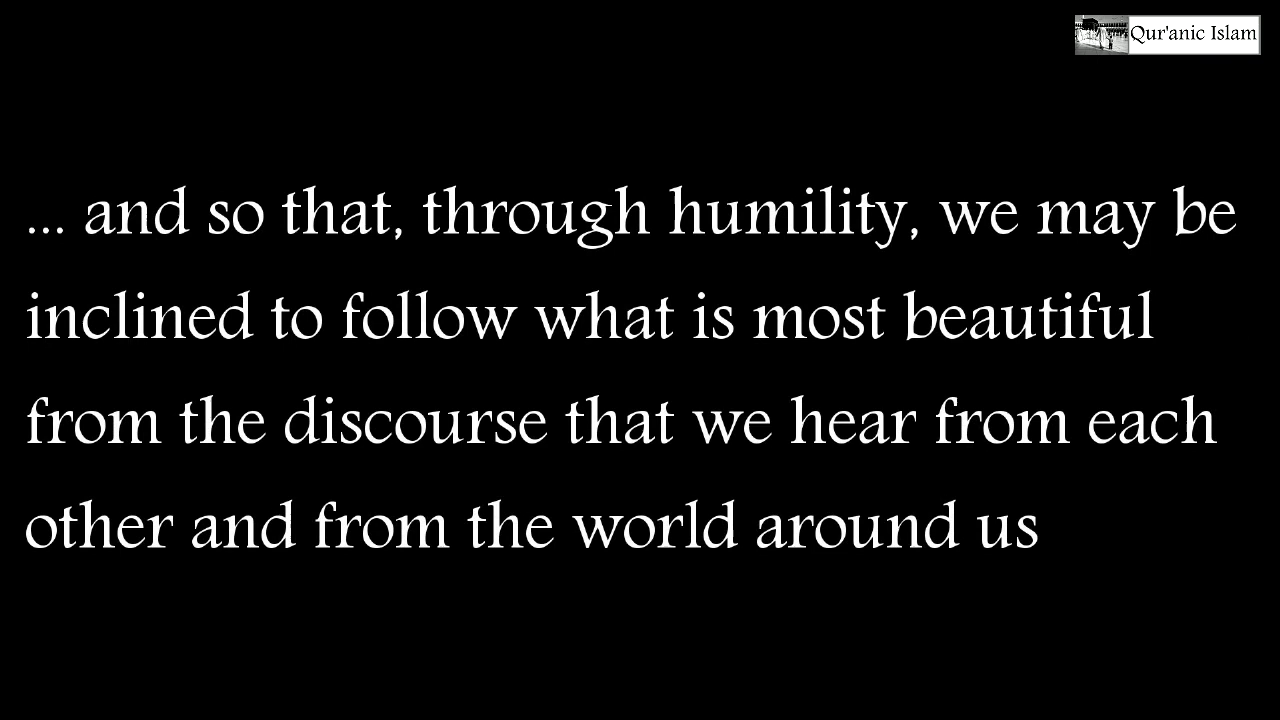 Qur'anic Islam
... and so that, through humility, we may be
inclined to follow what is most beautiful
from the discourse that we hear from each
other and from the world around us